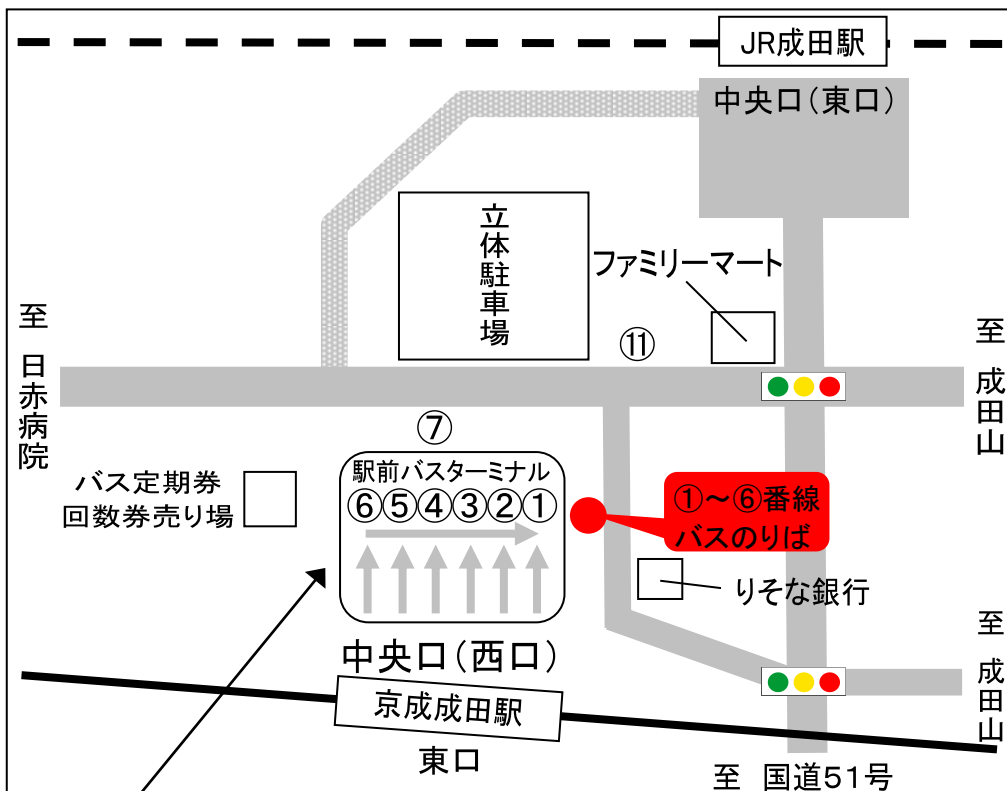 JR成田駅
中央口(東口)
立体駐車場
ファミリーマート
⑪
至 日赤病院
至 成田山
⑦
駅前バスターミナル
⑥⑤④③②①
バス定期券
回数券売り場
①~⑥番線
バスのりば
りそな銀行
中央口(西口)
京成成田駅
東口
至 成田山
至 国道51号